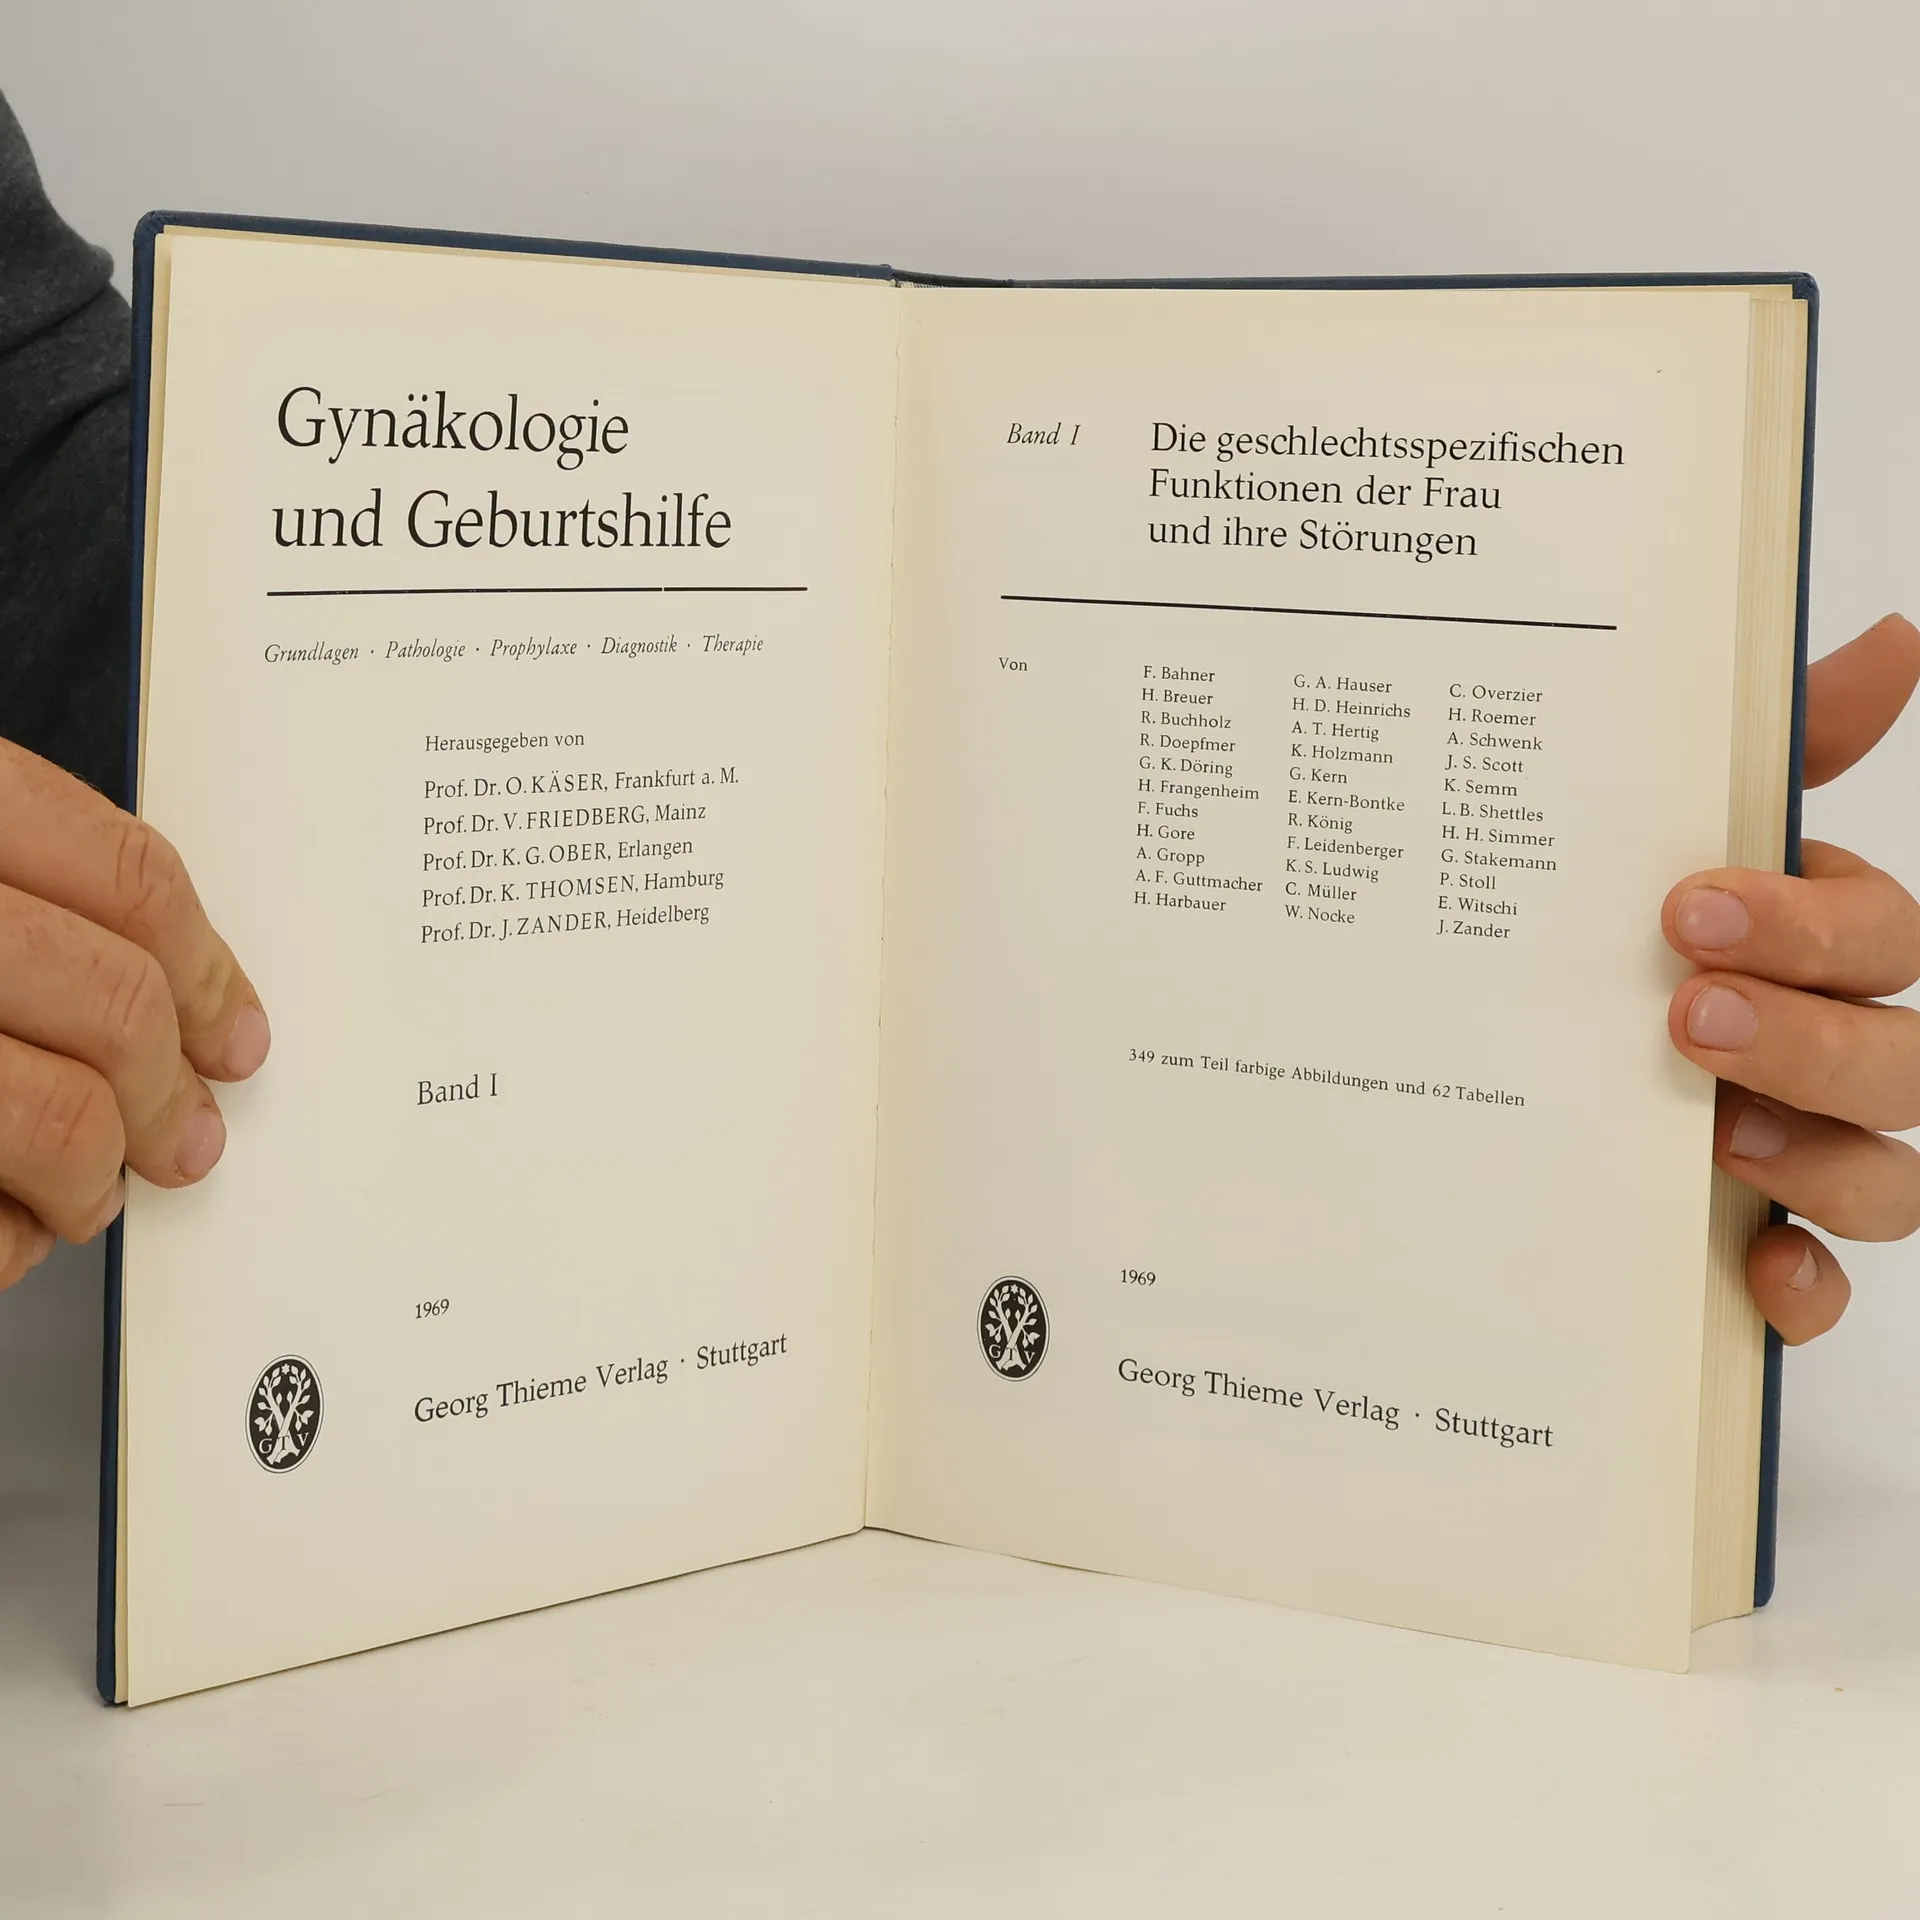 Gynäkologie
und Geburtshilfe
Grundlagen · Pathologie · Prophylaxe · Diagnostik · Therapie
Herausgegeben von
Prof. Dr. O. KÄSER, Frankfurt a. M.
Prof. Dr. V. FRIEDBERG, Mainz
Prof. Dr. K. G. OBER, Erlangen
Prof. Dr. K. THOMSEN, Hamburg
Prof. Dr. J. ZANDER, Heidelberg
Band I
1969
G T V
Georg Thieme Verlag · Stuttgart
Band I
Die geschlechtsspezifischen
Funktionen der Frau
und ihre Störungen
Von
F. Bahner
H. Breuer
R. Buchholz
R. Doepfmer
G. K. Döring
H. Frangenheim
F. Fuchs
H. Gore
A. Gropp
A. F. Guttmacher
H. Harbauer
G. A. Hauser
H. D. Heinrichs
A. T. Hertig
K. Holzmann
G. Kern
E. Kern-Bontke
R. König
F. Leidenberger
K. S. Ludwig
C. Müller
W. Nocke
C. Overzier
H. Roemer
A. Schwenk
J. S. Scott
K. Semm
L. B. Shettles
H. H. Simmer
G. Stakemann
P. Stoll
E. Witschi
J. Zander
349 zum Teil farbige Abbildungen und 62 Tabellen
1969
G T V
Georg Thieme Verlag · Stuttgart